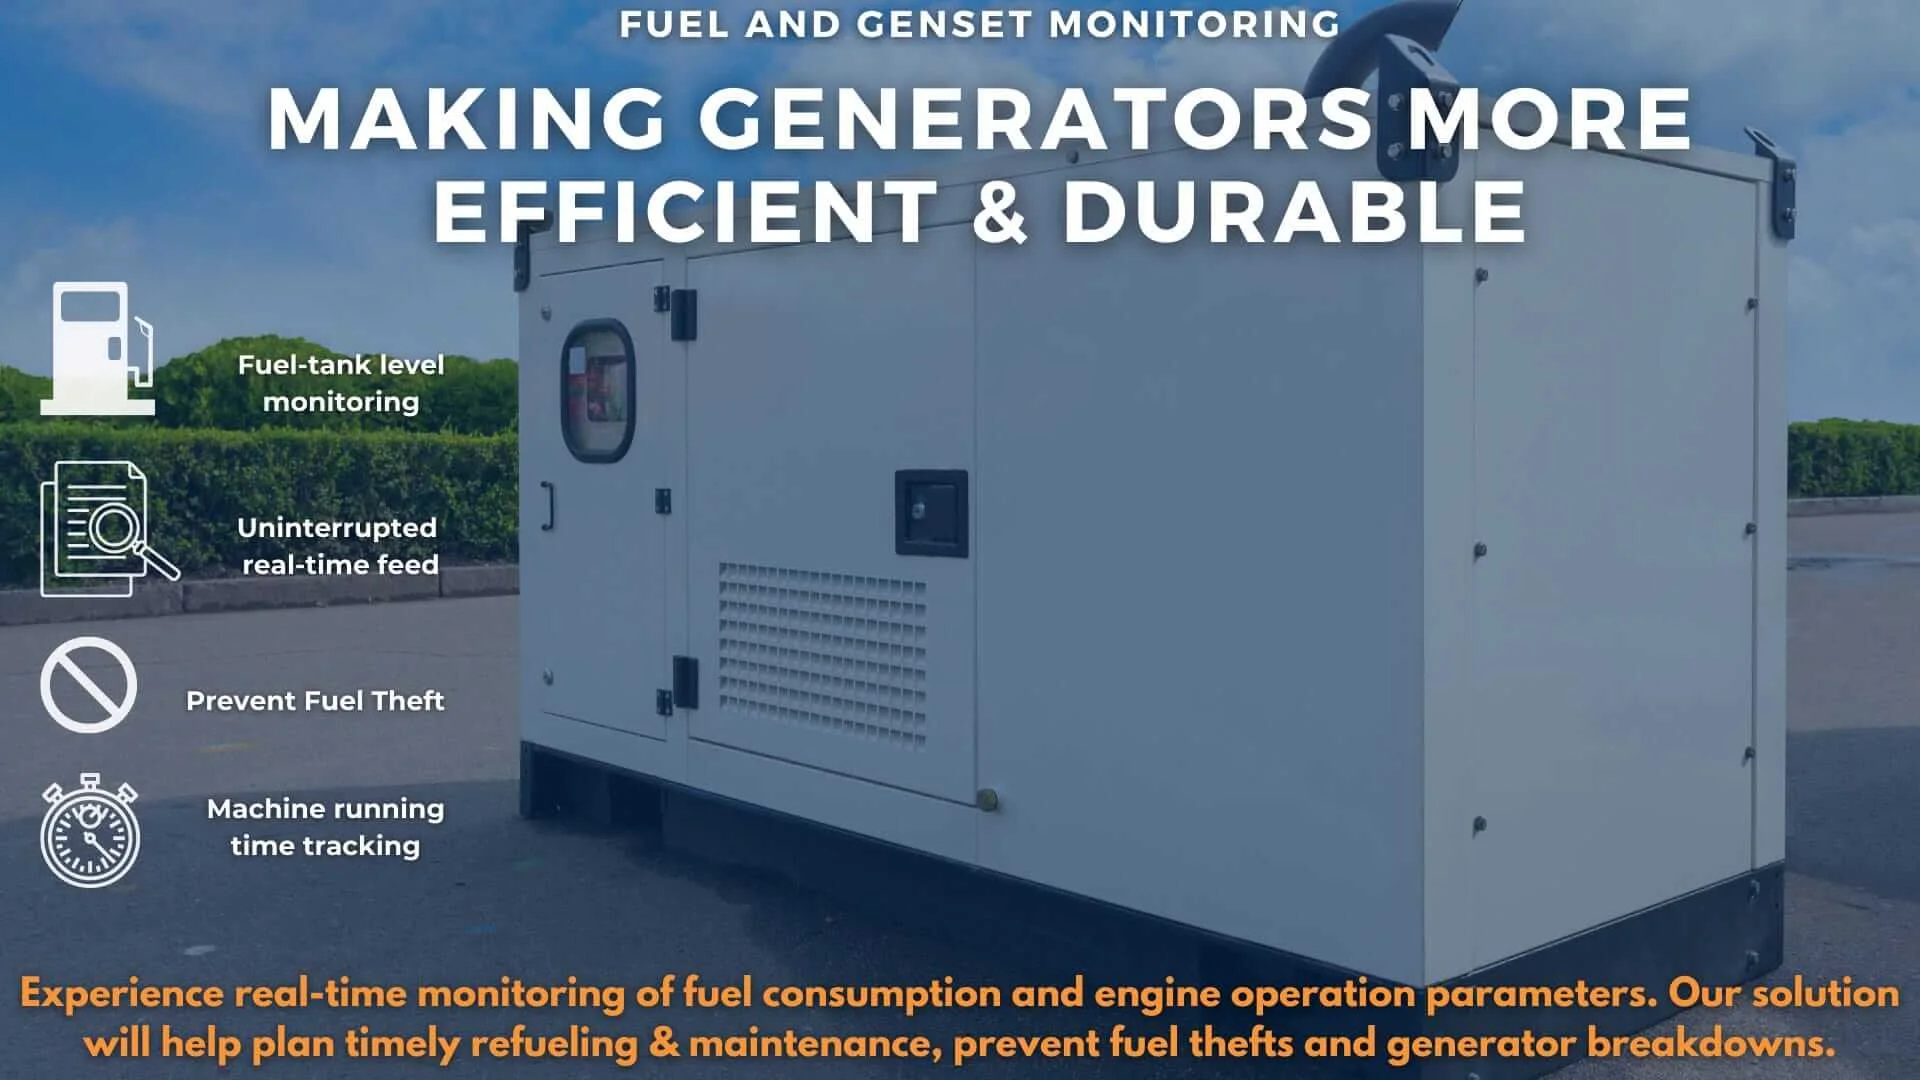 FUEL AND GENSET MONITORING
MAKING GENERATORS MORE
EFFICIENT & DURABLE
Fuel-tank level
monitoring
Uninterrupted
real-time feed
Prevent Fuel Theft
Machine running
time tracking
Experience real-time monitoring of fuel consumption and engine operation parameters. Our solution
will help plan timely refueling & maintenance, prevent fuel thefts and generator breakdowns.